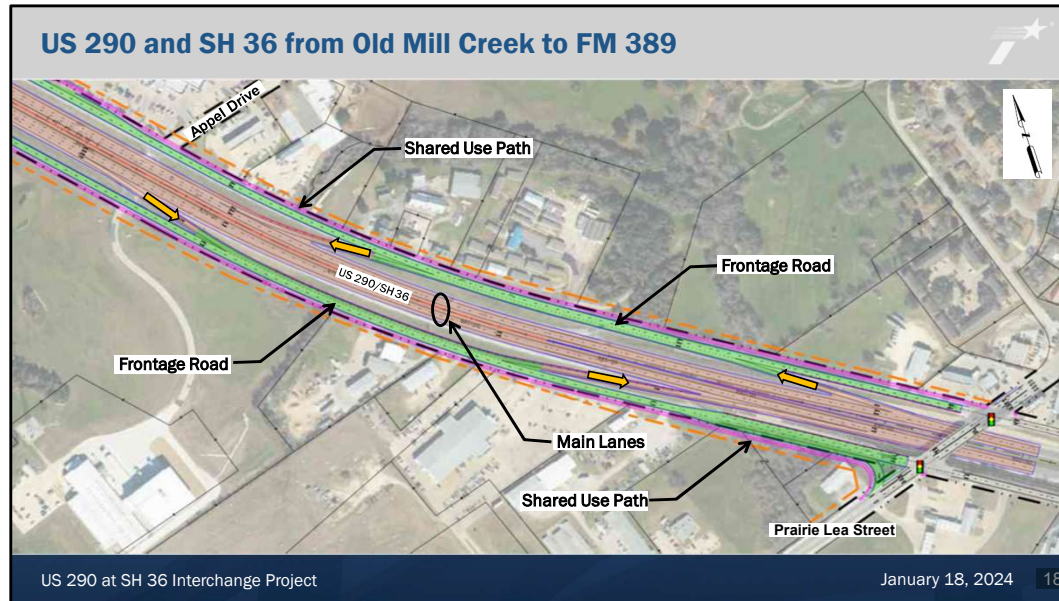 US 290 and SH 36 from Old Mill Creek to FM 389
Appel Drive
Shared Use Path
Frontage Road
US 290/SH 36
Frontage Road
Main Lanes
Shared Use Path
Prairie Lea Street
US 290 at SH 36 Interchange Project
January 18, 2024
18